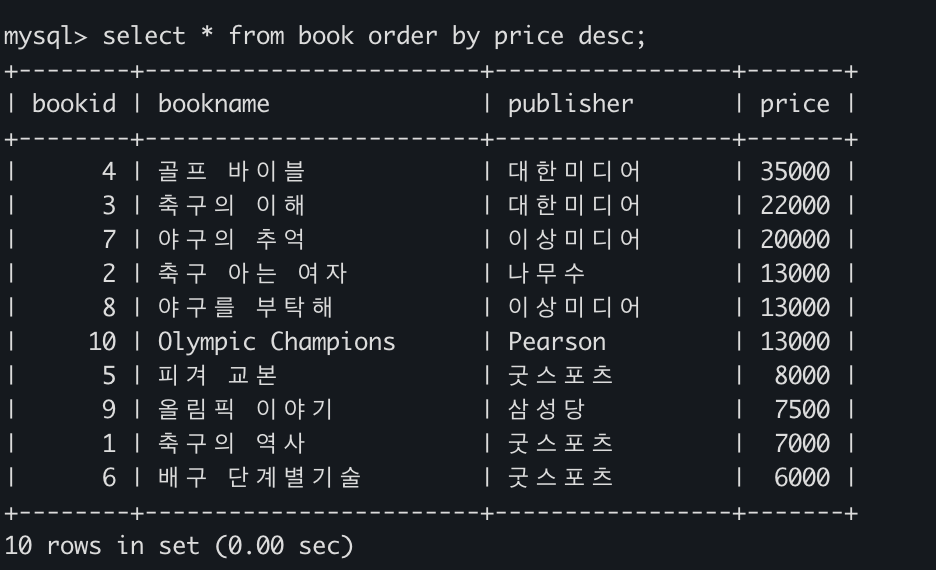 mysql> select * from book order by price desc;
+--------+------------------------+------------------+-------+
| bookid | bookname               | publisher        | price |
+--------+------------------------+------------------+-------+
|      4 | 골프 바이블 | 대한미디어 | 35000 |
|      3 | 축구의 이해 | 대한미디어 | 22000 |
|      7 | 야구의 추억 | 이상미디어 | 20000 |
|      2 | 축구 아는 여자 | 나무수 | 13000 |
|      8 | 야구를 부탁해 | 이상미디어 | 13000 |
|     10 | Olympic Champions | Pearson | 13000 |
|      5 | 피겨 교본 | 굿스포츠 | 8000 |
|      9 | 올림픽 이야기 | 삼성당 | 7500 |
|      1 | 축구의 역사 | 굿스포츠 | 7000 |
|      6 | 배구 단계별기술 | 굿스포츠 | 6000 |
+--------+------------------------+------------------+-------+
10 rows in set (0.00 sec)